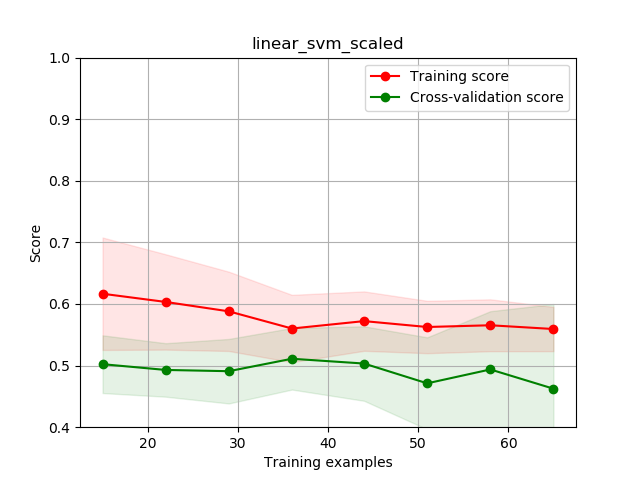 linear_svm_scaled
Training score
Cross-validation score
1.0
0.9
0.8
0.7
0.6
0.5
0.4
Score
20 30 40 50 60
Training examples